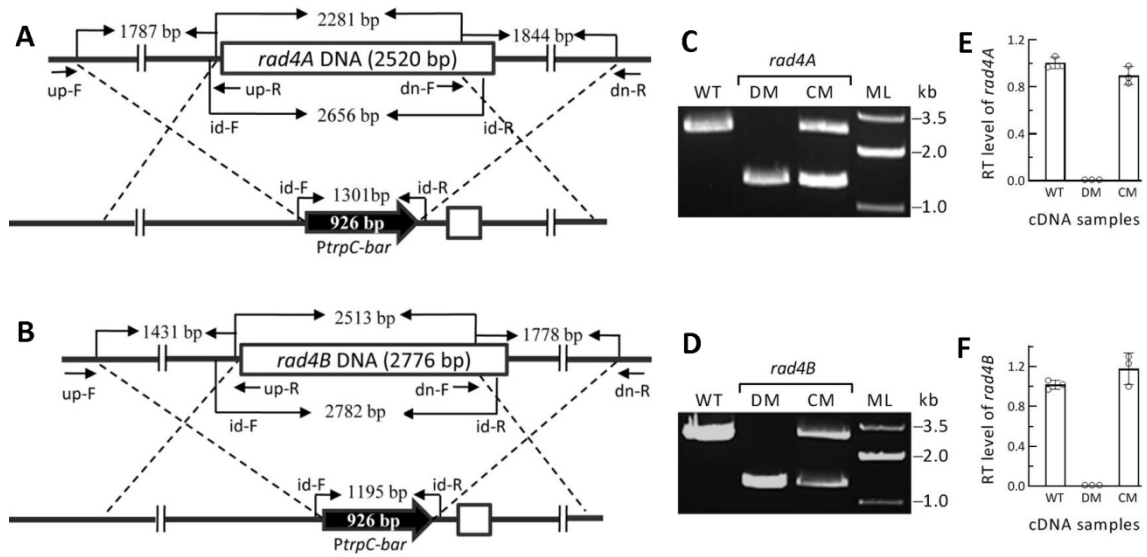 A
1787 bp
2281 bp
1844 bp
rad4A DNA (2520 bp)
up-F
up-R
dn-F
dn-R
2656 bp
id-F
id-R
id-F
1301bp
id-R
926 bp
PtrpC-bar
B
1431 bp
2513 bp
1778 bp
rad4B DNA (2776 bp)
up-F
up-R
dn-F
dn-R
2782 bp
id-F
id-R
id-F
1195 bp
id-R
926 bp
PtrpC-bar
C
rad4A
WT DM CM ML kb
–3.5
–2.0
–1.0
D
rad4B
WT DM CM ML kb
–3.5
–2.0
–1.0
E
RT level of rad4A
1.2
0.8
0.4
0.0
WT DM CM
cDNA samples
F
RT level of rad4B
1.2
0.8
0.4
0.0
WT DM CM
cDNA samples